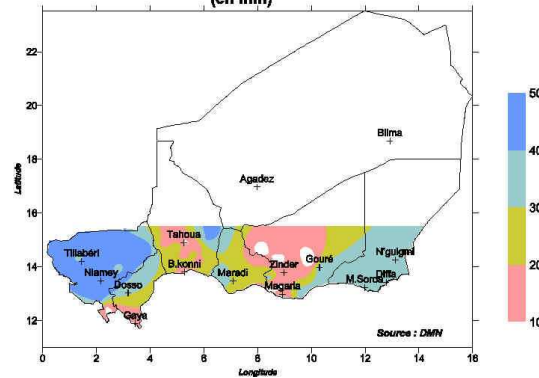 (en mm)
22
20
18
16
14
12
Latitude
Bilma
Agadez
Tahoua
Tillabéri
N'guigmi
Niamey
B.konni
Zinder
Gouré
Dosso
Maradi
Diffa
M.Soroa
Magaria
Gaya
Source : DMN
0 2 4 6 8 10 12 14 16
Longitude
50
40
30
20
10